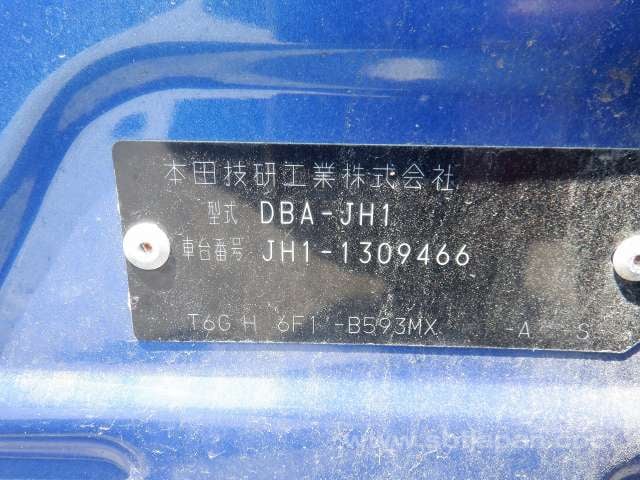 本田技研工業株式会社
型式 DBA-JH1
車台番号 JH1-1309466
T6G H 6F1 -B593MX -A S
www.sbtjapan.com